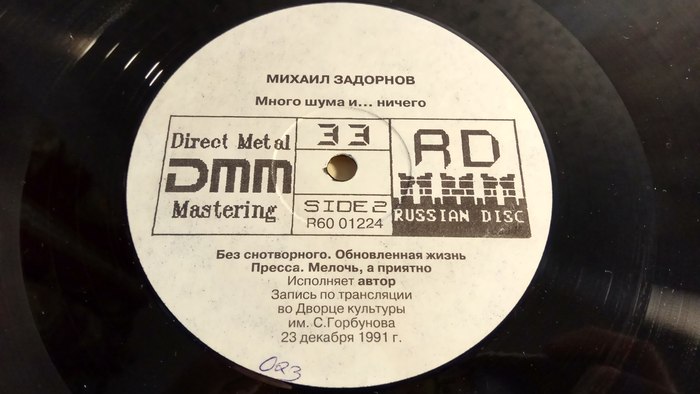 МИХАИЛ ЗАДОРНОВ
Много шума и... ничего
Direct Metal
DMM
Mastering
33
SIDE 2
R60 01224
RD
RUSSIAN DISC
Без снотворного. Обновленная жизнь
Пресса. Мелочь, а приятно
Исполняет автор
Запись по трансляции
во Дворце культуры
им. С.Горбунова
23 декабря 1991 г.